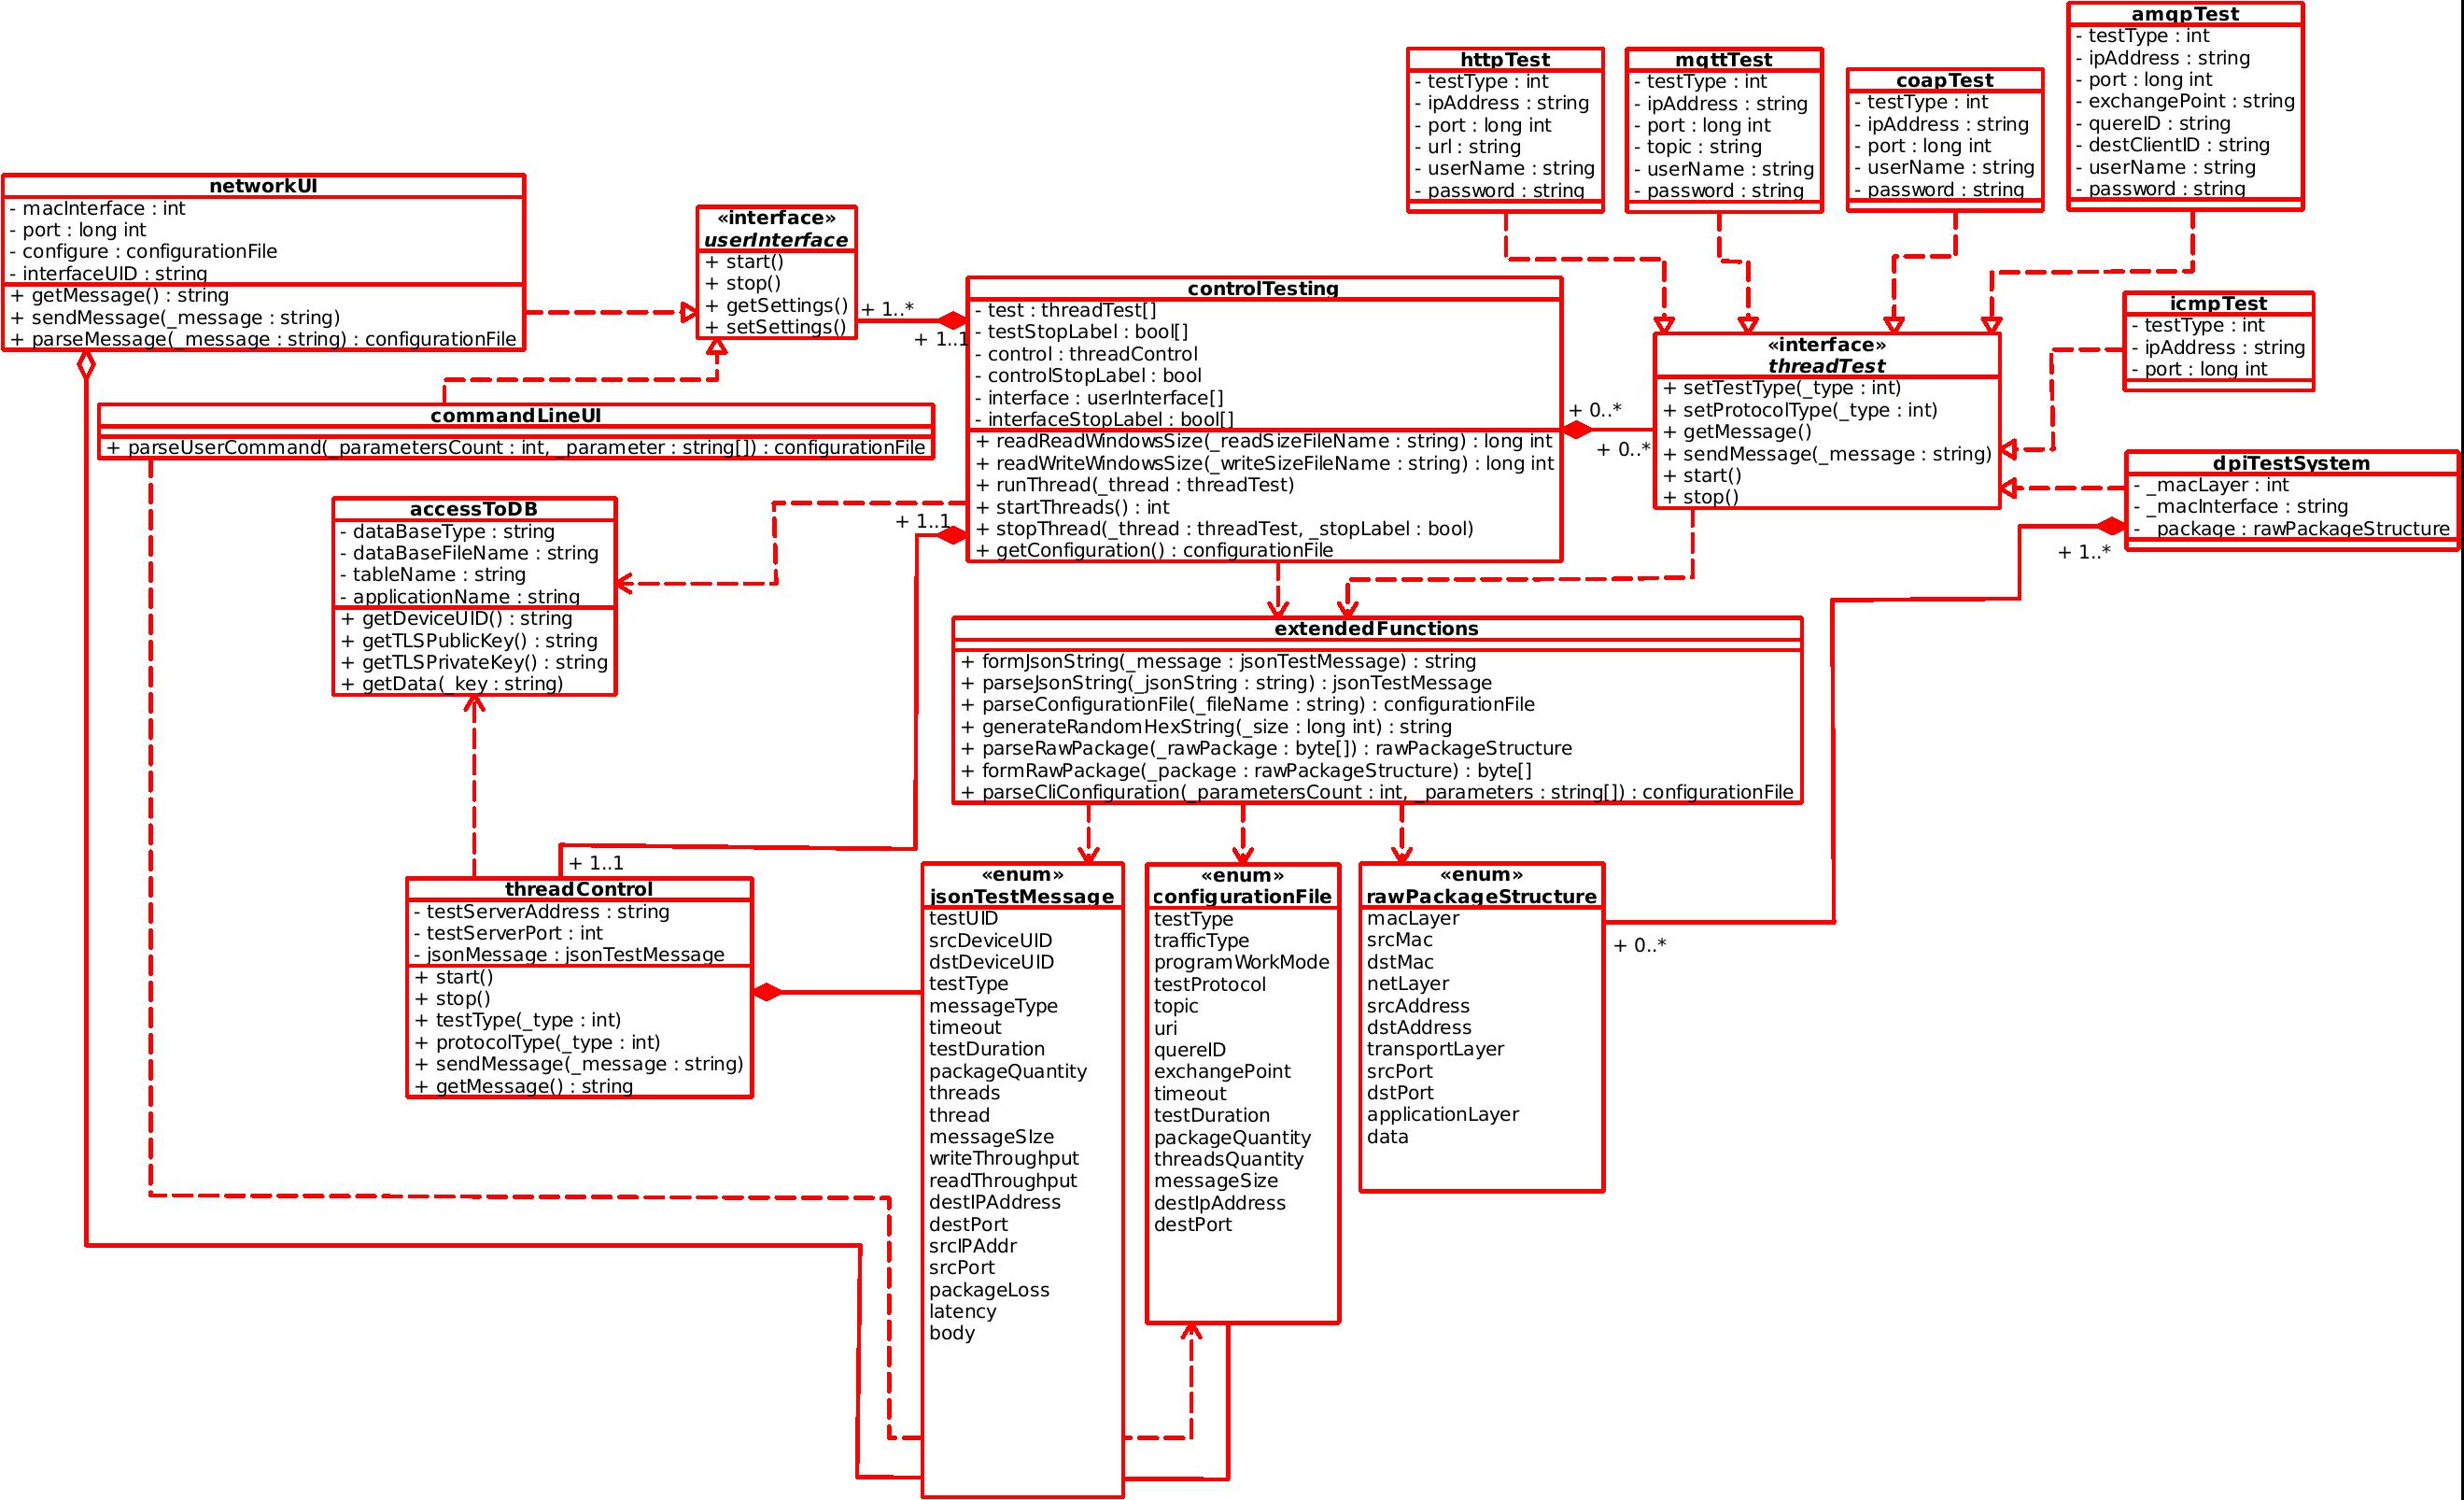 amqpTest
- testType : int
- ipAddress : string
- port : long int
- exchangePoint : string
- quereID : string
- destClientID : string
- userName : string
- password : string
httpTest
- testType : int
- ipAddress : string
- port : long int
- url : string
- userName : string
- password : string
mqttTest
- testType : int
- ipAddress : string
- port : long int
- topic : string
- userName : string
- password : string
coapTest
- testType : int
- ipAddress : string
- port : long int
- userName : string
- password : string
networkUI
- macInterface : int
- port : long int
- configure : configurationFile
- interfaceUID : string
+ getMessage() : string
+ sendMessage(_message : string)
+ parseMessage(_message : string) : configurationFile
«interface»
userInterface
+ start()
+ stop()
+ getSettings()
+ setSettings()
+ 1..*
+ 1..1
controlTesting
- test : threadTest[]
- testStopLabel : bool[]
- control : threadControl
- controlStopLabel : bool
- interface : userInterface[]
- interfaceStopLabel : bool[]
+ readReadWindowsSize(_readSizeFileName : string) : long int
+ readWriteWindowsSize(_writeSizeFileName : string) : long int
+ runThread(_thread : threadTest)
+ startThreads() : int
+ stopThread(_thread : threadTest, _stopLabel : bool)
+ getConfiguration() : configurationFile
+ 0..*
+ 0..*
«interface»
threadTest
+ setTestType(_type : int)
+ setProtocolType(_type : int)
+ getMessage()
+ sendMessage(_message : string)
+ start()
+ stop()
icmpTest
- testType : int
- ipAddress : string
- port : long int
dpiTestSystem
- _macLayer : int
- _macInterface : string
- _package : rawPackageStructure
+ 1..*
commandLineUI
+ parseUserCommand(_parametersCount : int, _parameter : string[]) : configurationFile
accessToDB
- dataBaseType : string
- dataBaseFileName : string
- tableName : string
- applicationName : string
+ getDeviceUID() : string
+ getTLSPublicKey() : string
+ getTLSPrivateKey() : string
+ getData(_key : string)
+ 1..1
extendedFunctions
+ formJsonString(_message : jsonTestMessage) : string
+ parseJsonString(_jsonString : string) : jsonTestMessage
+ parseConfigurationFile(_fileName : string) : configurationFile
+ generateRandomHexString(_size : long int) : string
+ parseRawPackage(_rawPackage : byte[]) : rawPackageStructure
+ formRawPackage(_package : rawPackageStructure) : byte[]
+ parseCliConfiguration(_parametersCount : int, _parameters : string[]) : configurationFile
+ 1..1
threadControl
- testServerAddress : string
- testServerPort : int
- jsonMessage : jsonTestMessage
+ start()
+ stop()
+ testType(_type : int)
+ protocolType(_type : int)
+ sendMessage(_message : string)
+ getMessage() : string
«enum»
jsonTestMessage
testUID
srcDeviceUID
dstDeviceUID
testType
messageType
timeout
testDuration
packageQuantity
threads
thread
messageSIze
writeThroughput
readThroughput
destIPAddress
destPort
srcIPAddr
srcPort
packageLoss
latency
body
«enum»
configurationFile
testType
trafficType
programWorkMode
testProtocol
topic
uri
quereID
exchangePoint
timeout
testDuration
packageQuantity
threadsQuantity
messageSize
destIpAddress
destPort
«enum»
rawPackageStructure
macLayer
srcMac
dstMac
netLayer
srcAddress
dstAddress
transportLayer
srcPort
dstPort
applicationLayer
data
+ 0..*